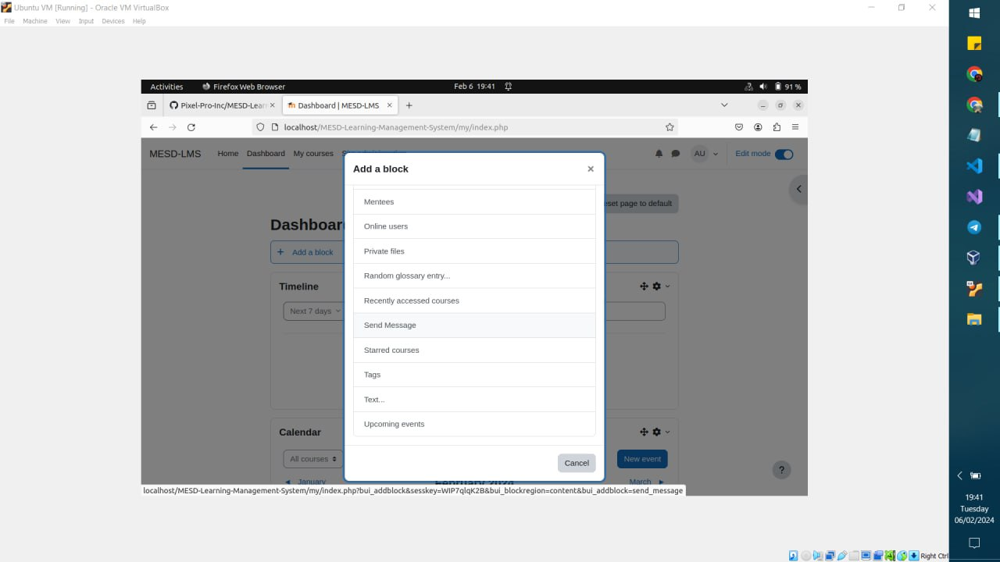 Ubuntu VM [Running] - Oracle VM VirtualBox
File Machine View Input Devices Help
Activities Firefox Web Browser Feb 6 19:41 91 %
Pixel-Pro-Inc/MESD-Lear Dashboard | MESD-LMS
localhost/MESD-Learning-Management-System/my/index.php
MESD-LMS Home Dashboard My courses Site administration AU Edit mode
Add a block
eset page to default
Mentees
Dashboar
Online users
+ Add a block
Private files
Random glossary entry...
Timeline
Recently accessed courses
Next 7 days
Send Message
Starred courses
Tags
Text...
Upcoming events
Calendar
All courses
New event
Cancel
January February 2024 March
?
localhost/MESD-Learning-Management-System/my/index.php?bui_addblock&sesskey=WIP7qlqK2B&bui_blockregion=content&bui_addblock=send_message
19:41
Tuesday
06/02/2024
Right Ctrl